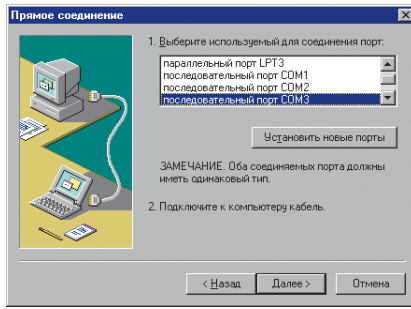 Прямое соединение
1. Выберите используемый для соединения порт:
параллельный порт LPT3
последовательный порт COM1
последовательный порт COM2
последовательный порт COM3
Установить новые порты
ЗАМЕЧАНИЕ. Оба соединяемых порта должны
иметь одинаковый тип.
2. Подключите к компьютеру кабель.
< Назад
Далее >
Отмена